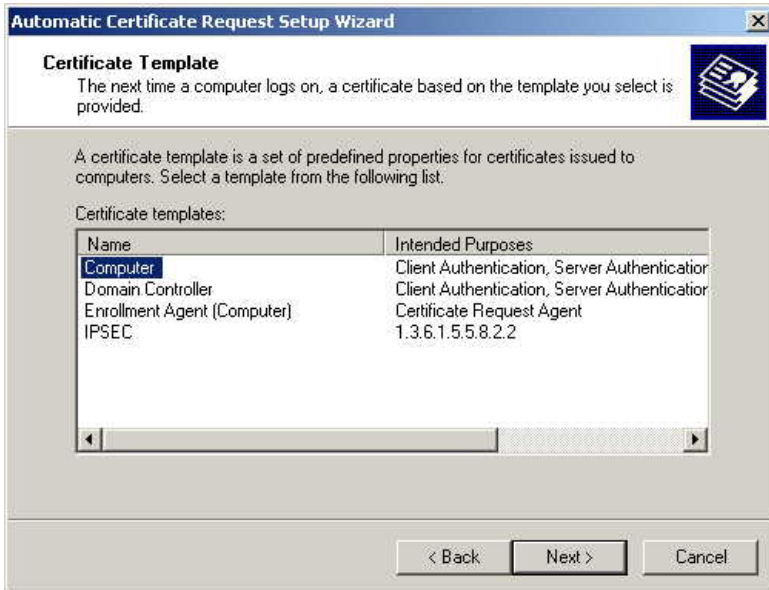 Automatic Certificate Request Setup Wizard
Certificate Template
The next time a computer logs on, a certificate based on the template you select is
provided.
A certificate template is a set of predefined properties for certificates issued to
computers. Select a template from the following list.
Certificate templates:
Name Intended Purposes
Computer Client Authentication, Server Authentication
Domain Controller Client Authentication, Server Authentication
Enrollment Agent (Computer) Certificate Request Agent
IPSEC 1.3.6.1.5.5.8.2.2
< Back Next > Cancel